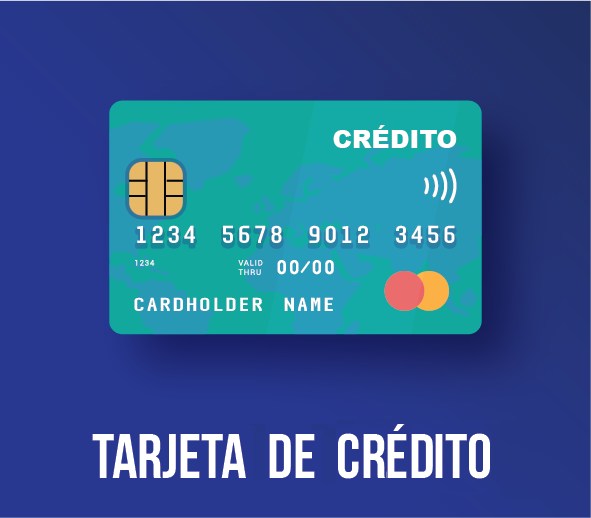 CRÉDITO
1234 5678 9012 3456
1234 VALID THRU 00/00
CARDHOLDER NAME
TARJETA DE CRÉDITO